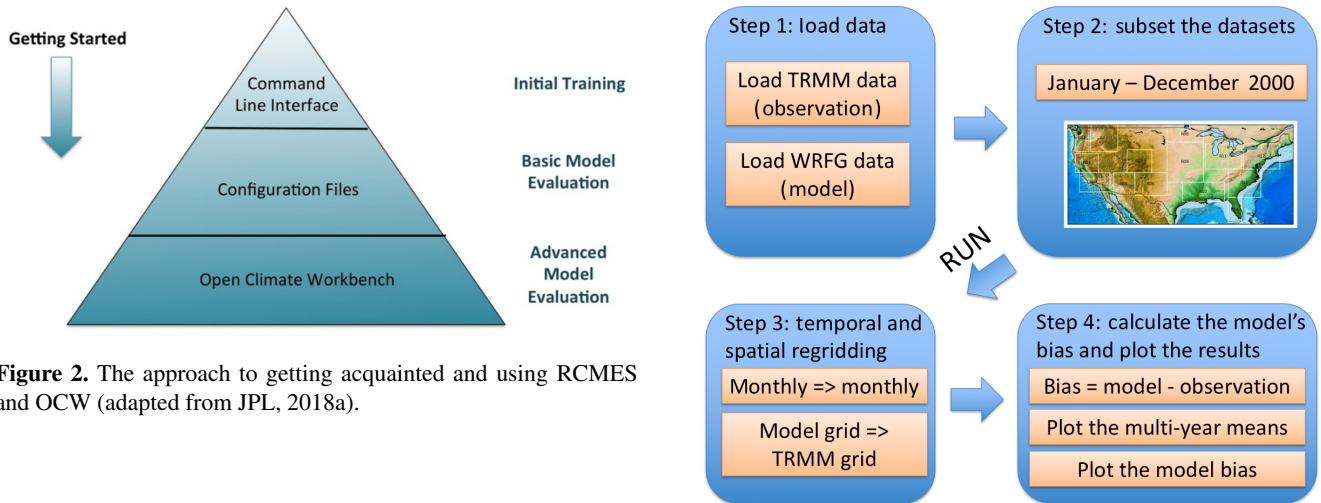 Getting Started
Command
Line Interface
Initial Training
Configuration Files
Basic Model
Evaluation
Open Climate Workbench
Advanced
Model
Evaluation
Figure 2. The approach to getting acquainted and using RCMES
and OCW (adapted from JPL, 2018a).
Step 1: load data
Load TRMM data
(observation)
Load WRFG data
(model)
Step 2: subset the datasets
January – December 2000
RUN
Step 3: temporal and
spatial regridding
Monthly => monthly
Model grid =>
TRMM grid
Step 4: calculate the model's
bias and plot the results
Bias = model - observation
Plot the multi-year means
Plot the model bias